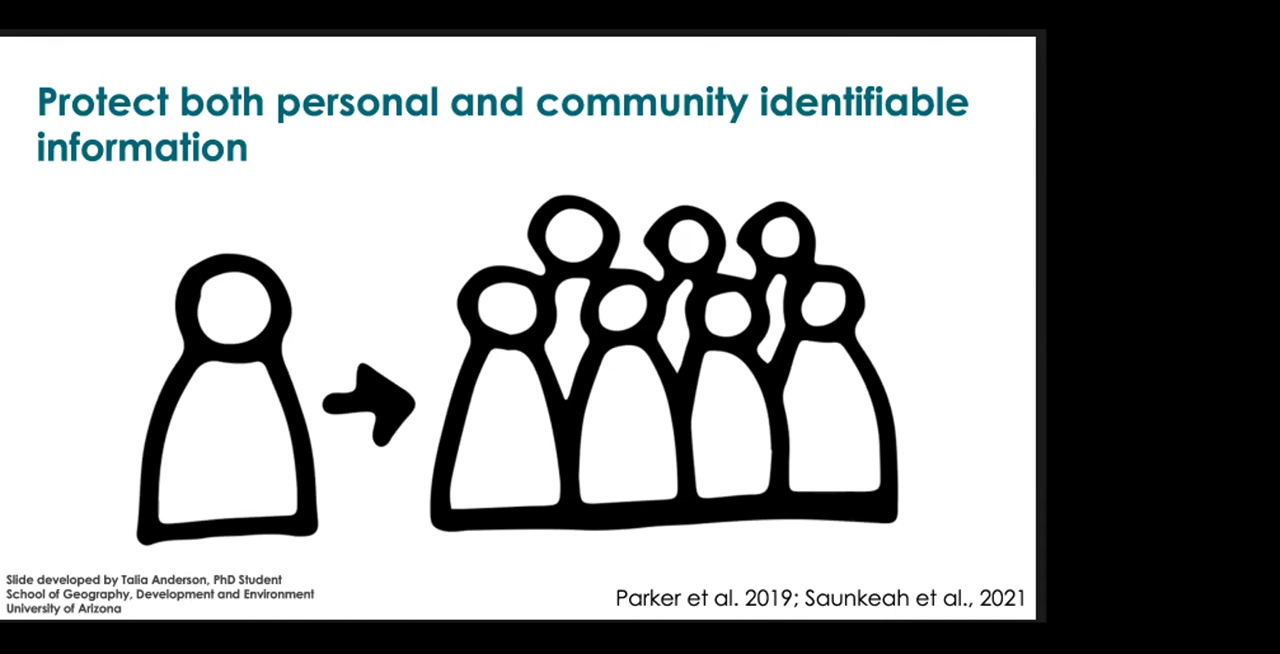 Protect both personal and community identifiable
information
Slide developed by Talia Anderson, PhD Student
School of Geography, Development and Environment
University of Arizona
Parker et al. 2019; Saunkeah et al., 2021